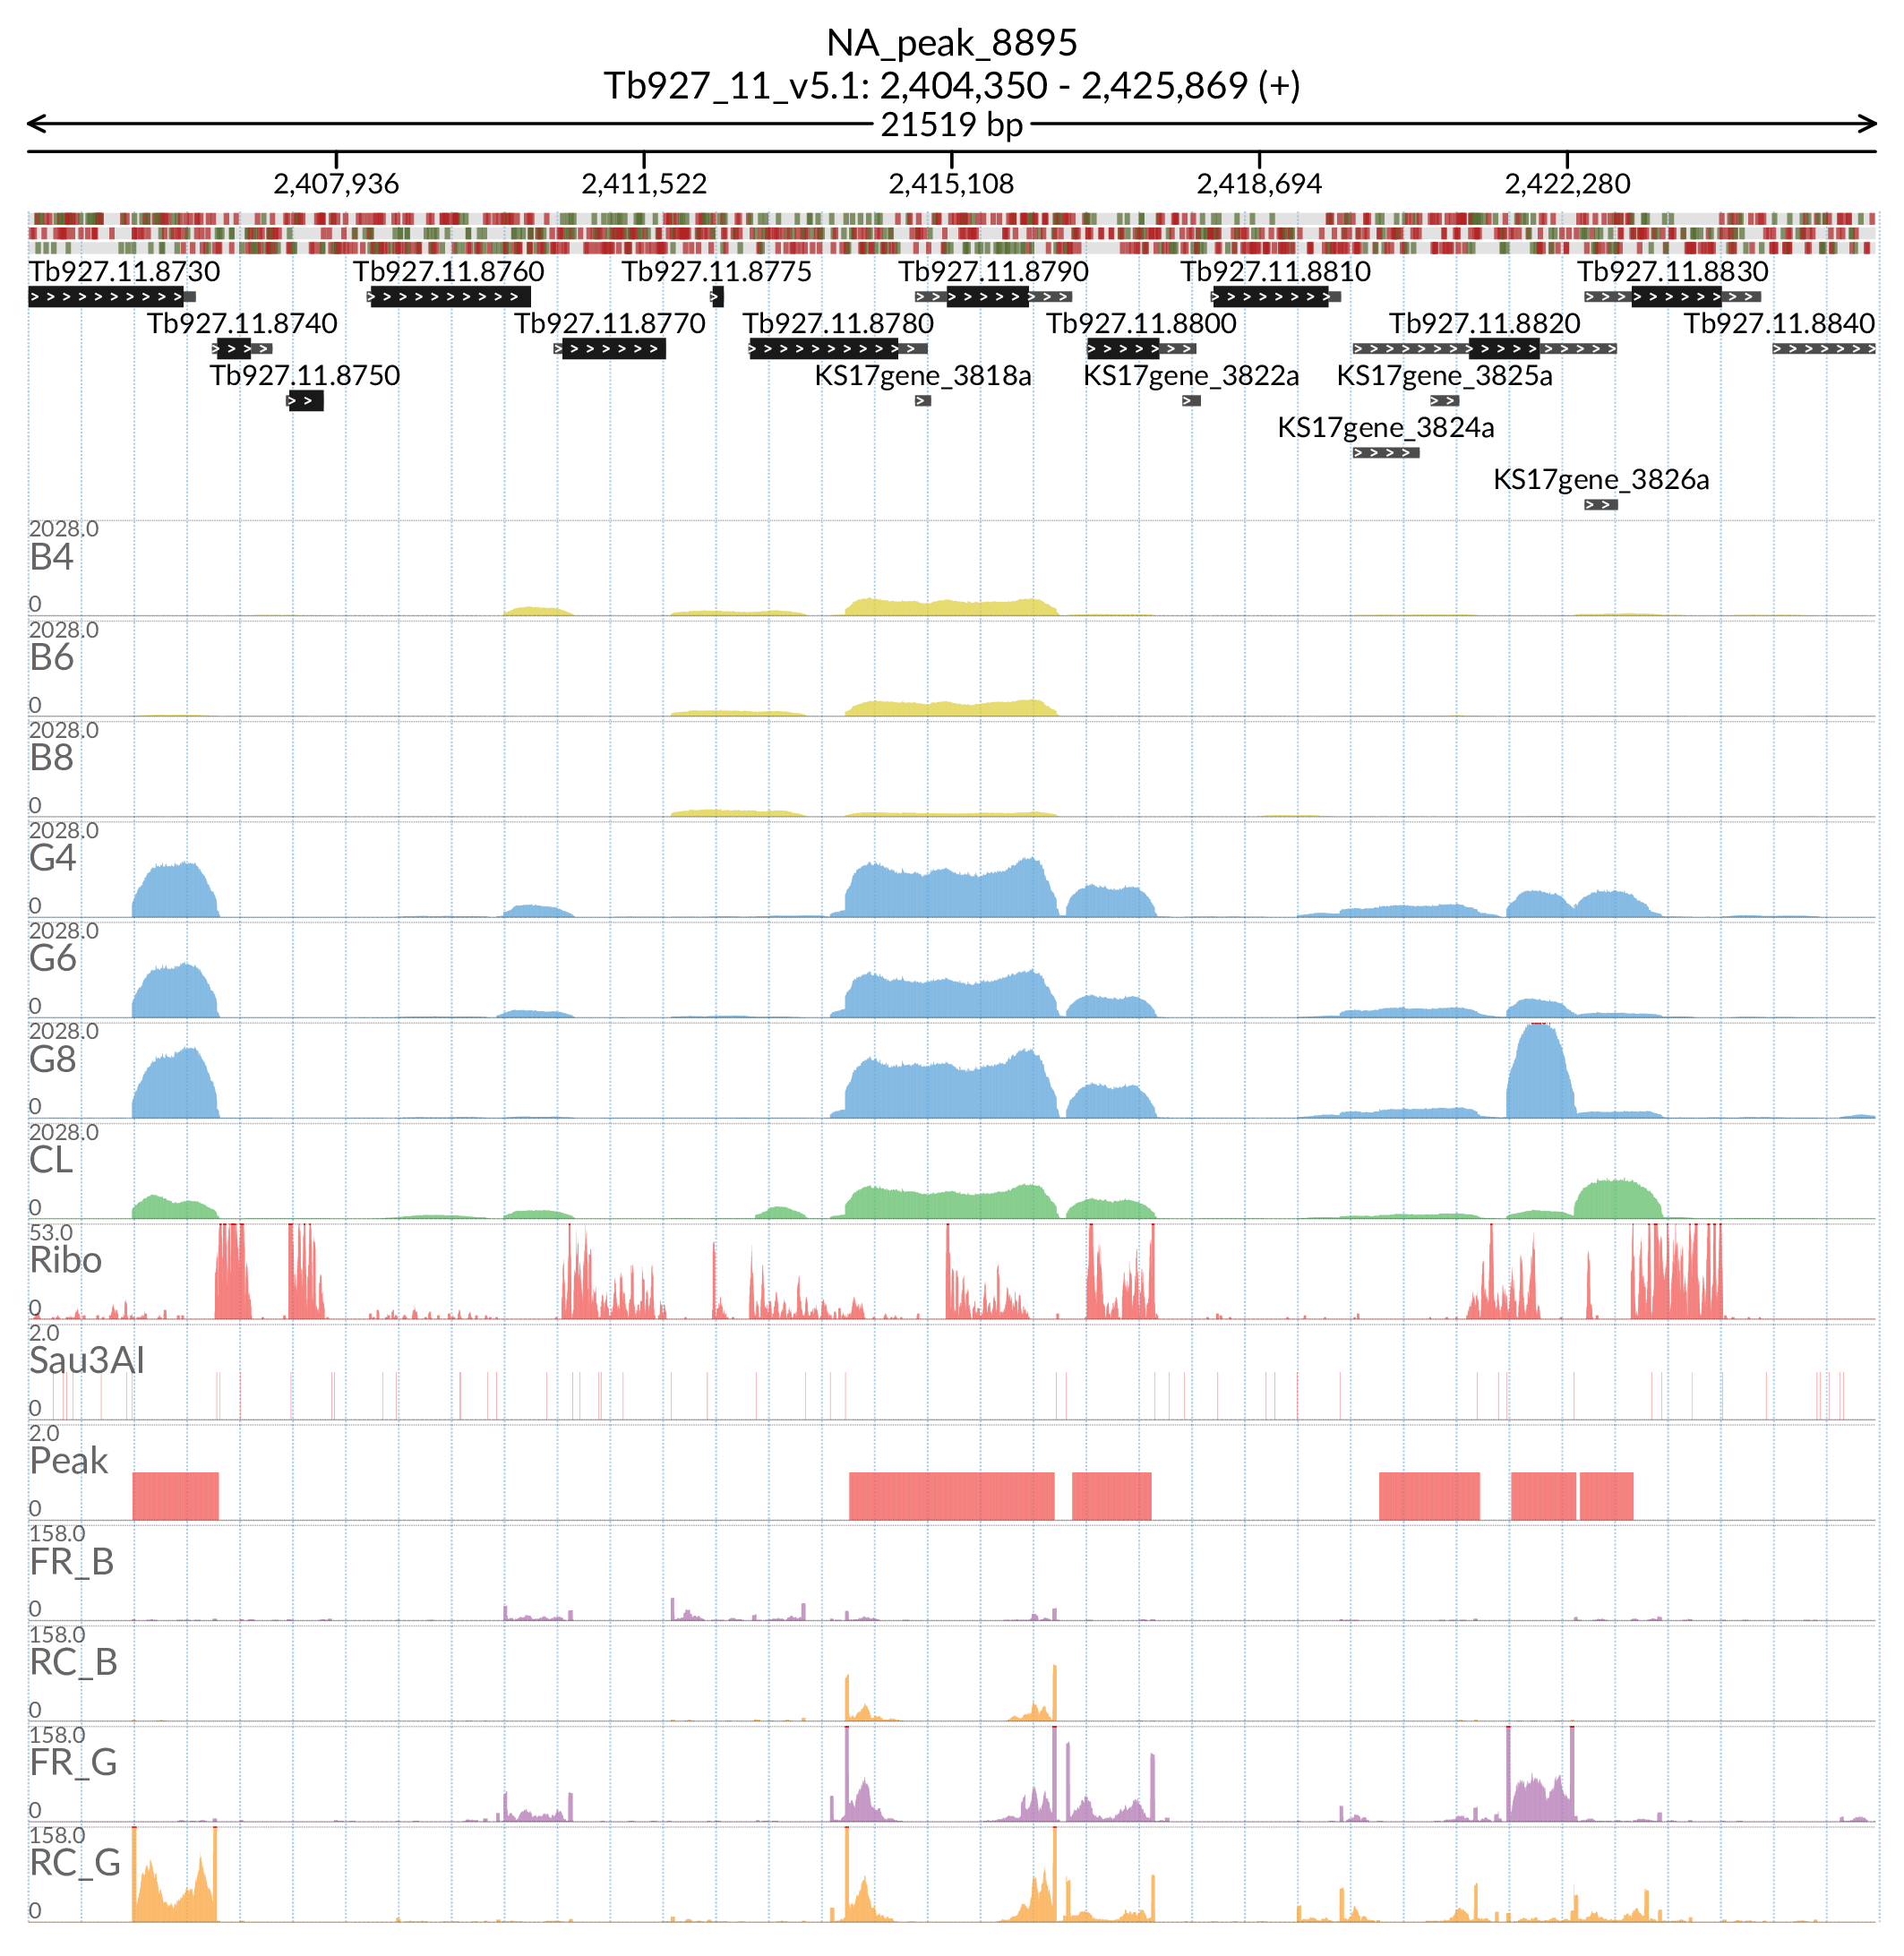 NA_peak_8895
Tb927_11_v5.1: 2,404,350 - 2,425,869 (+)
21519 bp
2,407,936 2,411,522 2,415,108 2,418,694 2,422,280
Tb927.11.8730 Tb927.11.8760 Tb927.11.8775 Tb927.11.8790 Tb927.11.8810 Tb927.11.8830
Tb927.11.8740 Tb927.11.8770 Tb927.11.8780 Tb927.11.8800 Tb927.11.8820 Tb927.11.8840
Tb927.11.8750 KS17gene_3818a KS17gene_3822a KS17gene_3825a
KS17gene_3824a
KS17gene_3826a
2028.0
B4
0
2028.0
B6
0
2028.0
B8
0
2028.0
G4
0
2028.0
G6
0
2028.0
G8
0
2028.0
CL
0
53.0
Ribo
0
2.0
Sau3AI
0
2.0
Peak
0
158.0
FR_B
0
158.0
RC_B
0
158.0
FR_G
0
158.0
RC_G
0